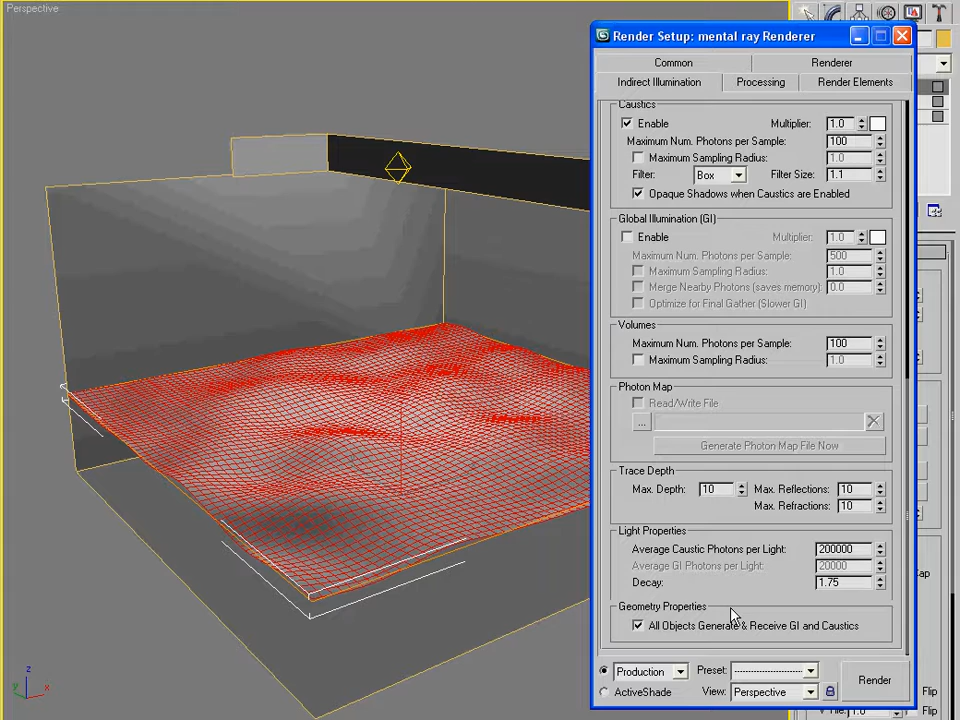 Perspective
Render Setup: mental ray Renderer
Common Renderer
Indirect Illumination Processing Render Elements
Caustics
Enable Multiplier: 1.0
Maximum Num. Photons per Sample: 100
Maximum Sampling Radius: 1.0
Filter: Box Filter Size: 1.1
Opaque Shadows when Caustics are Enabled
Global Illumination (GI)
Enable Multiplier: 1.0
Maximum Num. Photons per Sample: 500
Maximum Sampling Radius: 1.0
Merge Nearby Photons (saves memory): 0.0
Optimize for Final Gather (Slower GI)
Volumes
Maximum Num. Photons per Sample: 100
Maximum Sampling Radius: 1.0
Photon Map
Read/Write File
...
Generate Photon Map File Now
Trace Depth
Max. Depth: 10 Max. Reflections: 10
Max. Refractions: 10
Light Properties
Average Caustic Photons per Light: 200000
Average GI Photons per Light: 20000
Decay: 1.75
Geometry Properties
All Objects Generate & Receive GI and Caustics
Production Preset: ------------------
ActiveShade View: Perspective
Render
Cap
Flip
1.0 Flip
z
y x